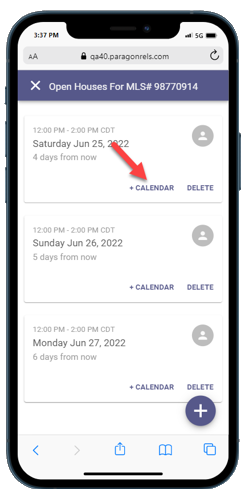 3:37 PM 5G
AA qa40.paragonrels.com
Open Houses For MLS# 98770914
12:00 PM - 2:00 PM CDT
Saturday Jun 25, 2022
4 days from now
+ CALENDAR DELETE
12:00 PM - 2:00 PM CDT
Sunday Jun 26, 2022
5 days from now
+ CALENDAR DELETE
12:00 PM - 2:00 PM CDT
Monday Jun 27, 2022
6 days from now
+ CALENDAR DELETE